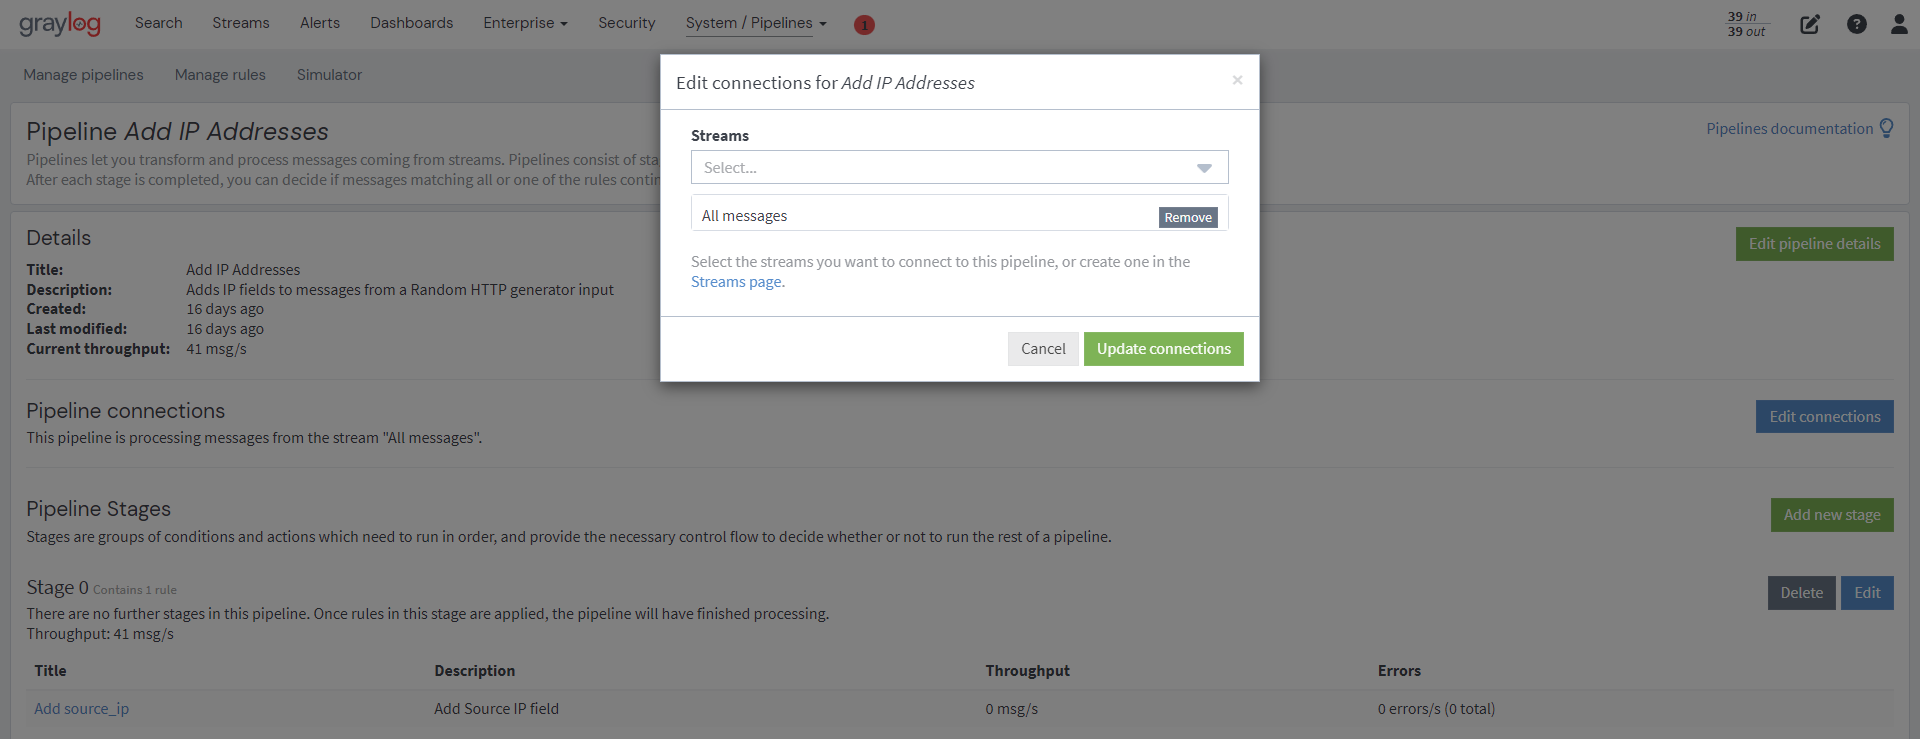 graylog Search Streams Alerts Dashboards Enterprise Security System / Pipelines 1 39 in
39 out
Manage pipelines Manage rules Simulator
Edit connections for Add IP Addresses ×
Streams
Select...
All messages Remove
Select the streams you want to connect to this pipeline, or create one in the
Streams page.
Cancel Update connections
Pipeline Add IP Addresses Pipelines documentation
Pipelines let you transform and process messages coming from streams. Pipelines consist of sta
After each stage is completed, you can decide if messages matching all or one of the rules contin
Details Edit pipeline details
Title: Add IP Addresses
Description: Adds IP fields to messages from a Random HTTP generator input
Created: 16 days ago
Last modified: 16 days ago
Current throughput: 41 msg/s
Pipeline connections Edit connections
This pipeline is processing messages from the stream "All messages".
Pipeline Stages Add new stage
Stages are groups of conditions and actions which need to run in order, and provide the necessary control flow to decide whether or not to run the rest of a pipeline.
Stage 0 Contains 1 rule Delete Edit
There are no further stages in this pipeline. Once rules in this stage are applied, the pipeline will have finished processing.
Throughput: 41 msg/s
Title Description Throughput Errors
Add source_ip Add Source IP field 0 msg/s 0 errors/s (0 total)